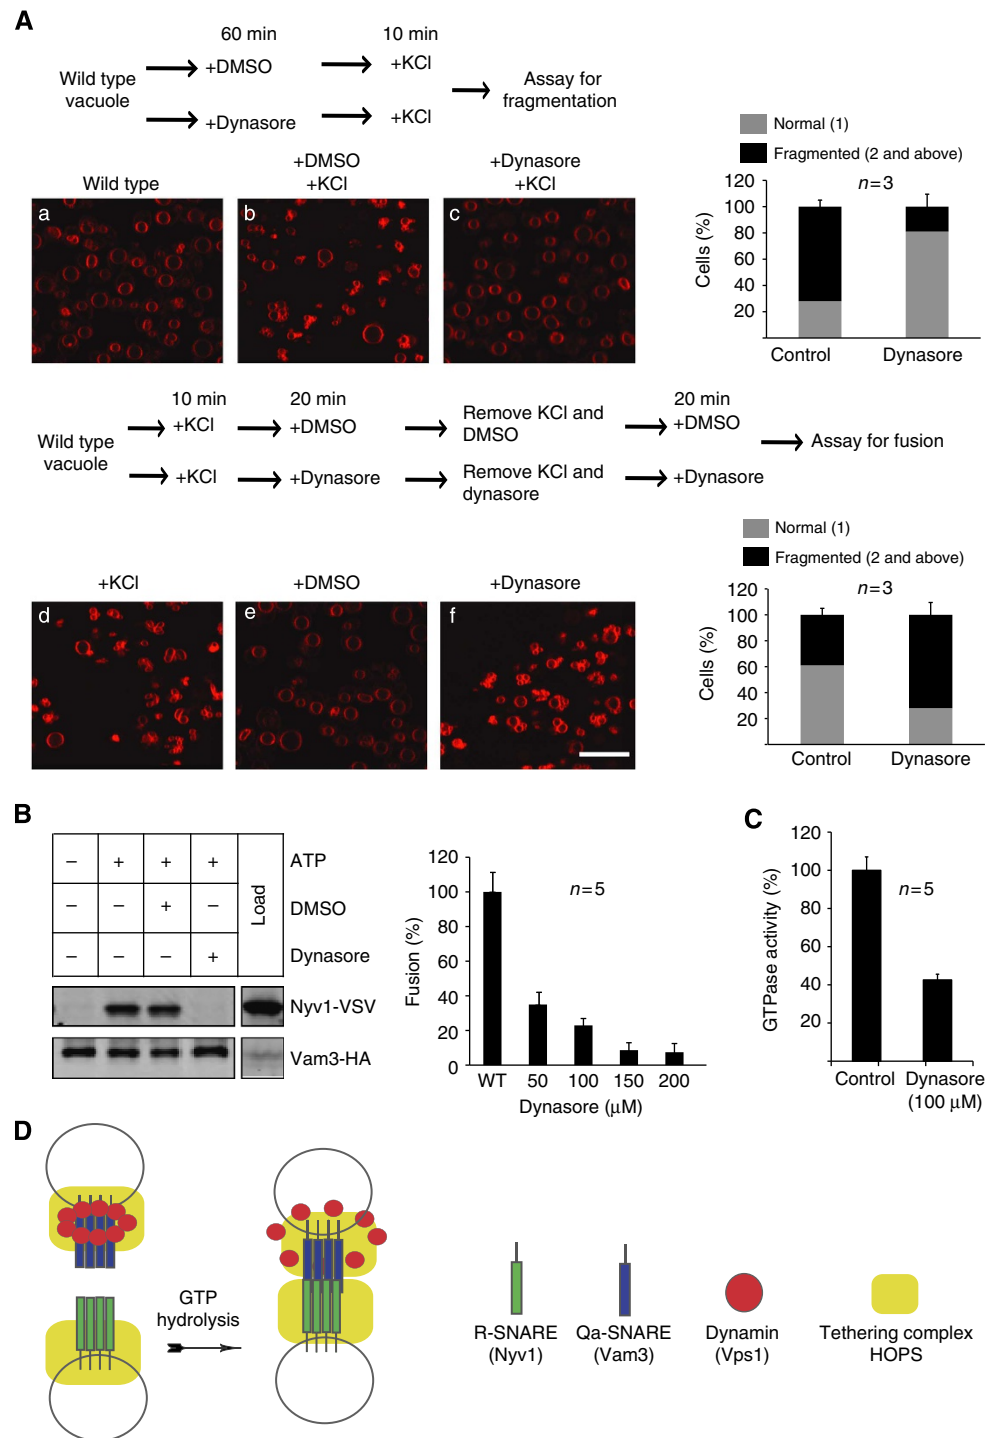 A
60 min
10 min
Wild type
vacuole
+DMSO
+KCl
+Dynasore
+KCl
Assay for
fragmentation
Normal (1)
Fragmented (2 and above)
Wild type
+DMSO
+KCl
+Dynasore
+KCl
a
b
c
n=3
Cells (%)
120
100
80
60
40
20
Control
Dynasore
10 min
20 min
20 min
Wild type
vacuole
+KCl
+DMSO
Remove KCl and
DMSO
+DMSO
+KCl
+Dynasore
Remove KCl and
dynasore
+Dynasore
Assay for fusion
Normal (1)
Fragmented (2 and above)
+KCl
+DMSO
+Dynasore
d
e
f
n=3
Cells (%)
120
100
80
60
40
20
Control
Dynasore
B
– + + + ATP
– – + – DMSO
– – – + Dynasore
Load
Nyv1-VSV
Vam3-HA
Fusion (%)
120
100
80
60
40
20
0
n=5
WT 50 100 150 200
Dynasore (μM)
C
GTPase activity (%)
120
100
80
60
40
20
n=5
Control
Dynasore
(100 μM)
D
GTP
hydrolysis
R-SNARE
(Nyv1)
Qa-SNARE
(Vam3)
Dynamin
(Vps1)
Tethering complex
HOPS